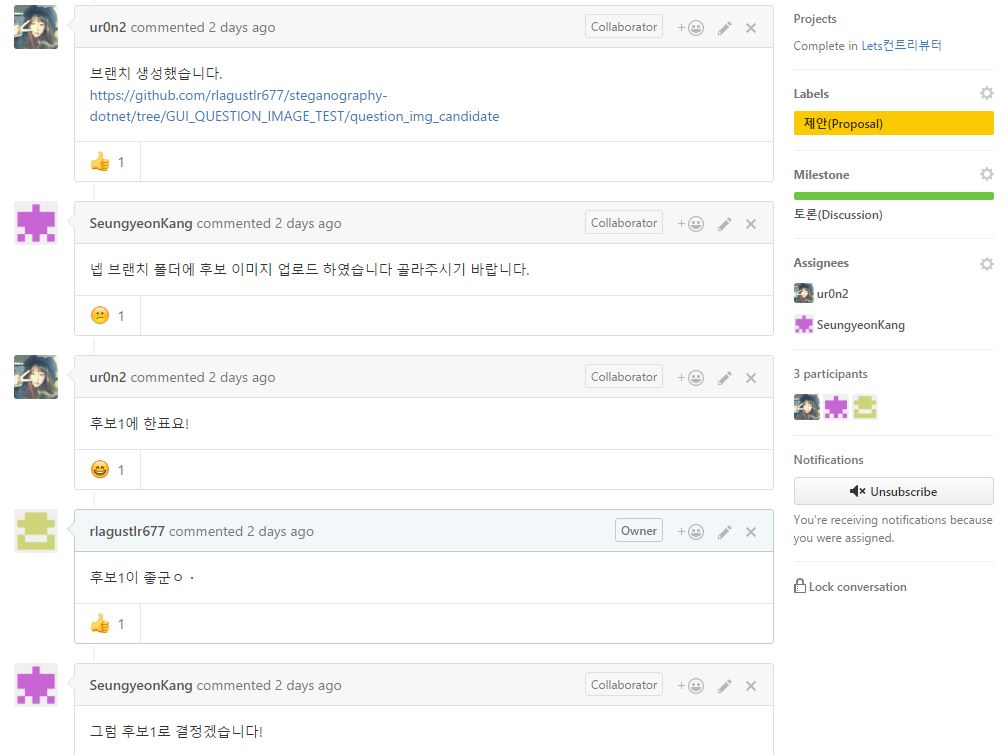 ur0n2 commented 2 days ago
Collaborator
브랜치 생성했습니다.
https://github.com/rlagustlr677/steganography-
dotnet/tree/GUI_QUESTION_IMAGE_TEST/question_img_candidate
👍 1
SeungyeonKang commented 2 days ago
Collaborator
넵 브랜치 폴더에 후보 이미지 업로드 하였습니다 골라주시기 바랍니다.
😕 1
ur0n2 commented 2 days ago
Collaborator
후보1에 한표요!
😄 1
rlagustlr677 commented 2 days ago
Owner
후보1이 좋군ㅇㆍ
👍 1
SeungyeonKang commented 2 days ago
Collaborator
그럼 후보1로 결정겠습니다!
Projects
Complete in Lets컨트리뷰터
Labels
제안(Proposal)
Milestone
토론(Discussion)
Assignees
ur0n2
SeungyeonKang
3 participants
Notifications
Unsubscribe
You're receiving notifications because
you were assigned.
Lock conversation